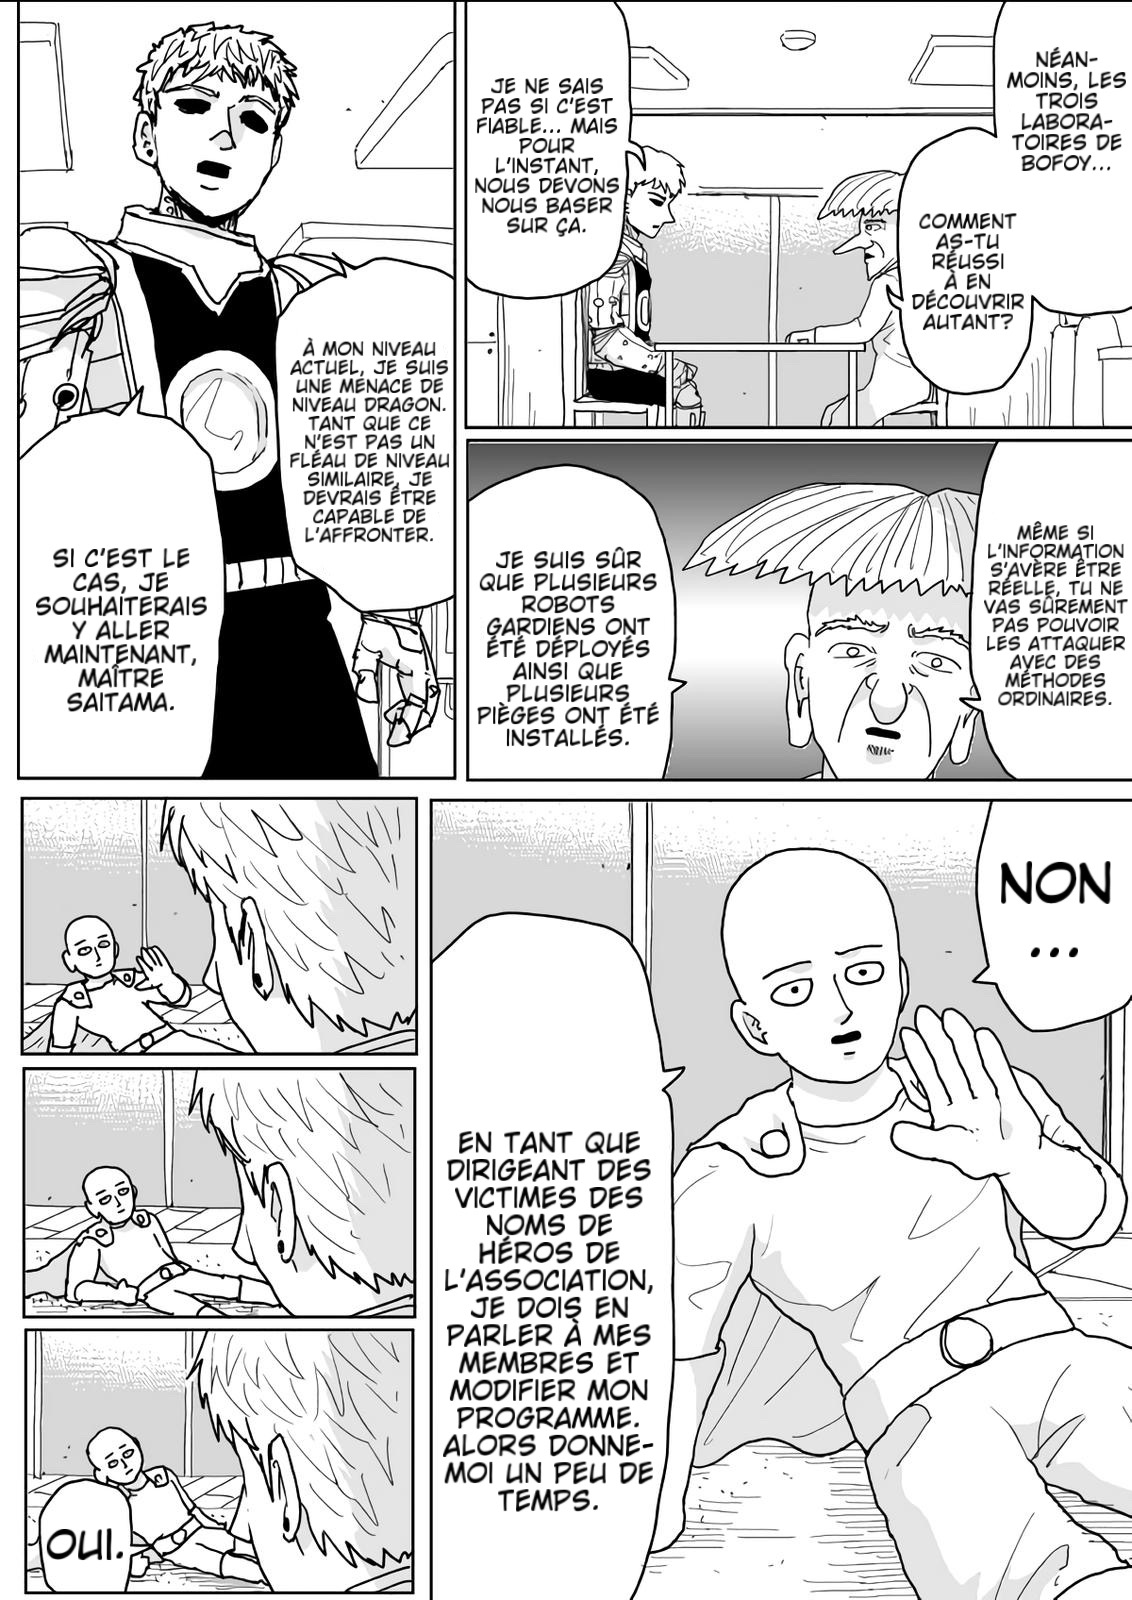 NÉAN-
MOINS, LES
TROIS
LABORA-
TOIRES DE
BOFOY...
COMMENT
AS-TU
RÉUSSI
À EN
DÉCOUVRIR
AUTANT?
JE NE SAIS
PAS SI C'EST
FIABLE... MAIS
POUR
L'INSTANT,
NOUS DEVONS
NOUS BASER
SUR ÇA.
MÊME SI
L'INFORMATION
S'AVÈRE ÊTRE
RÉELLE, TU NE
VAS SÛREMENT
PAS POUVOIR
LES ATTAQUER
AVEC DES
MÉTHODES
ORDINAIRES.
JE SUIS SÛR
QUE PLUSIEURS
ROBOTS
GARDIENS ONT
ÉTÉ DÉPLOYÉS
AINSI QUE
PLUSIEURS
PIÈGES ONT ÉTÉ
INSTALLÉS.
À MON NIVEAU
ACTUEL, JE SUIS
UNE MENACE DE
NIVEAU DRAGON.
TANT QUE CE
N'EST PAS UN
FLÉAU DE NIVEAU
SIMILAIRE, JE
DEVRAIS ÊTRE
CAPABLE DE
L'AFFRONTER.
SI C'EST LE
CAS, JE
SOUHAITERAIS
Y ALLER
MAINTENANT,
MAÎTRE
SAITAMA.
NON
...
EN TANT QUE
DIRIGEANT DES
VICTIMES DES
NOMS DE
HÉROS DE
L'ASSOCIATION,
JE DOIS EN
PARLER À MES
MEMBRES ET
MODIFIER MON
PROGRAMME.
ALORS DONNE-
MOI UN PEU DE
TEMPS.
OUI.